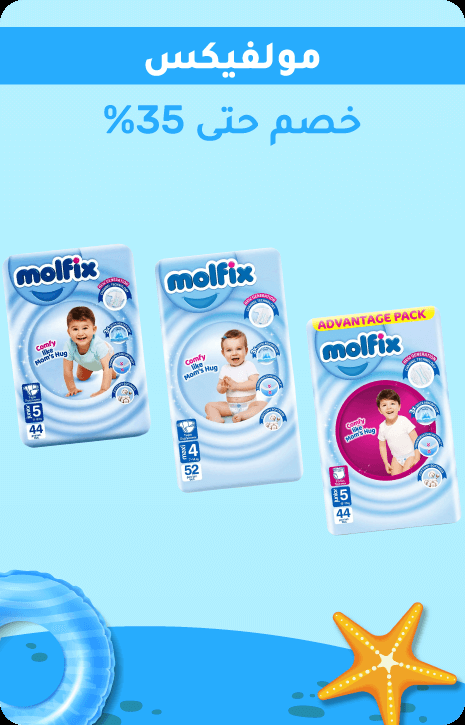 مولفيكس
خصم حتى 35%
molfix
Comfy
like
Mom's Hug
5
44
molfix
Comfy
like
Mom's Hug
maxi
4
52
ADVANTAGE PACK
molfix
Comfy
like
Mom's Hug
5
44